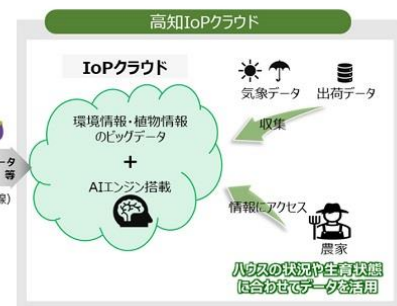 高知IoPクラウド
IoPクラウド
環境情報・植物情報
のビッグデータ
+
AIエンジン搭載
気象データ
出荷データ
収集
情報にアクセス
農家
ハウスの状況や生育状態
に合わせてデータを活用
ータ
等